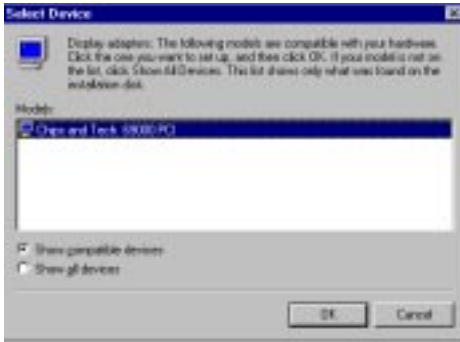 Select Device
Display adapters: The following models are compatible with your hardware.
Click the one you want to set up, and then click OK. If your model is not on
the list, click Show All Devices. This list shows only what was found on the
installation disk.
Models:
Chips and Tech. 69000 PCI
Show compatible devices
Show all devices
OK
Cancel